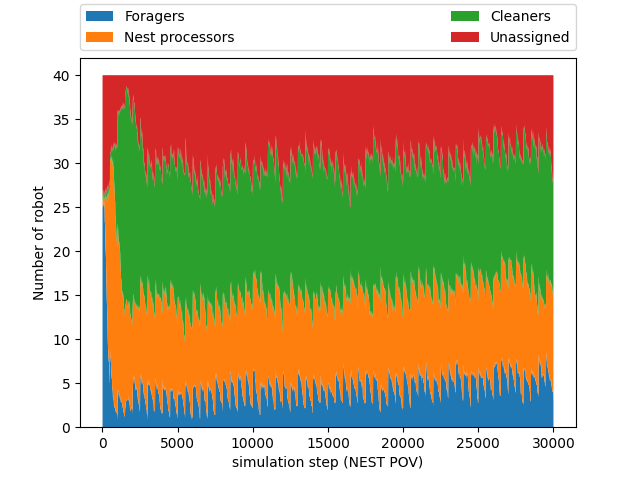 Foragers
Nest processors
Cleaners
Unassigned
40
35
30
25
20
15
10
5
0
Number of robot
0 5000 10000 15000 20000 25000 30000
simulation step (NEST POV)